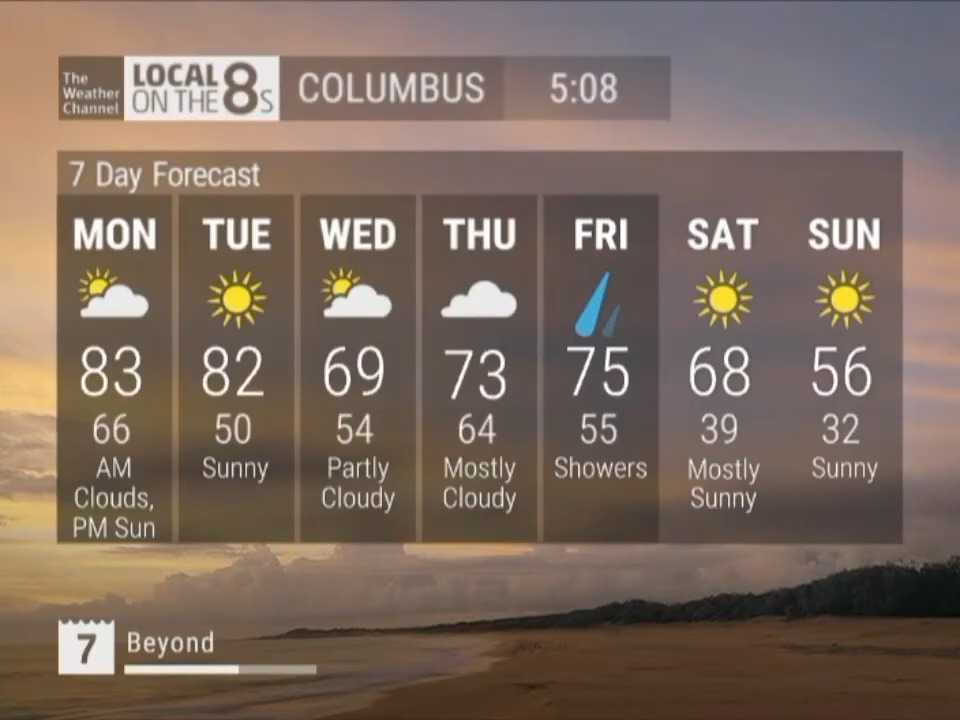 The Weather Channel
LOCAL ON THE 8s
COLUMBUS
5:08
7 Day Forecast
MON TUE WED THU FRI SAT SUN
83 82 69 73 75 68 56
66 50 54 64 55 39 32
AM Clouds, PM Sun
Sunny
Partly Cloudy
Mostly Cloudy
Showers
Mostly Sunny
Sunny
7
Beyond